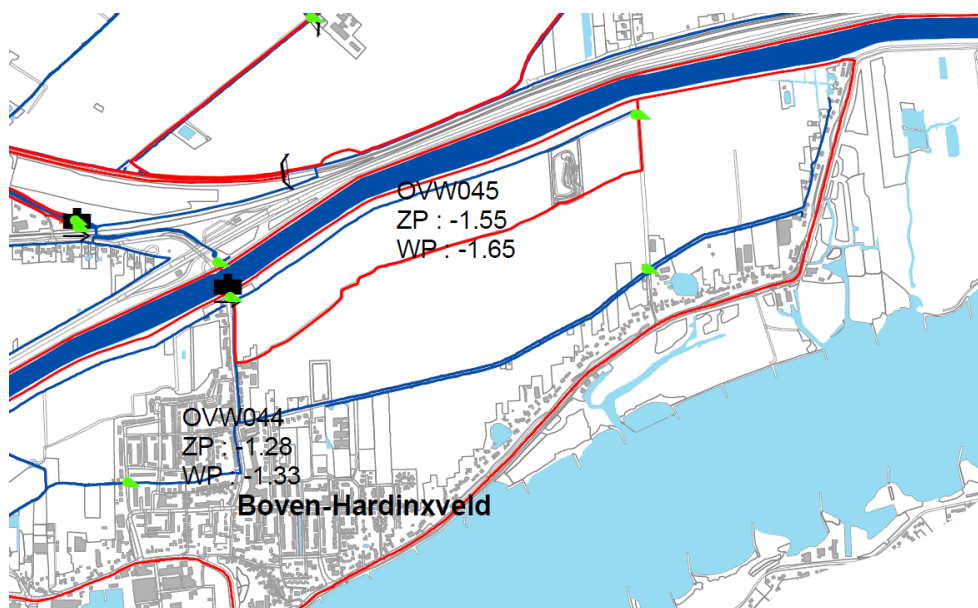 OVW045
ZP : -1.55
WP : -1.65
OVW044
ZP : -1.28
WP : -1.33
Boven-Hardinxveld